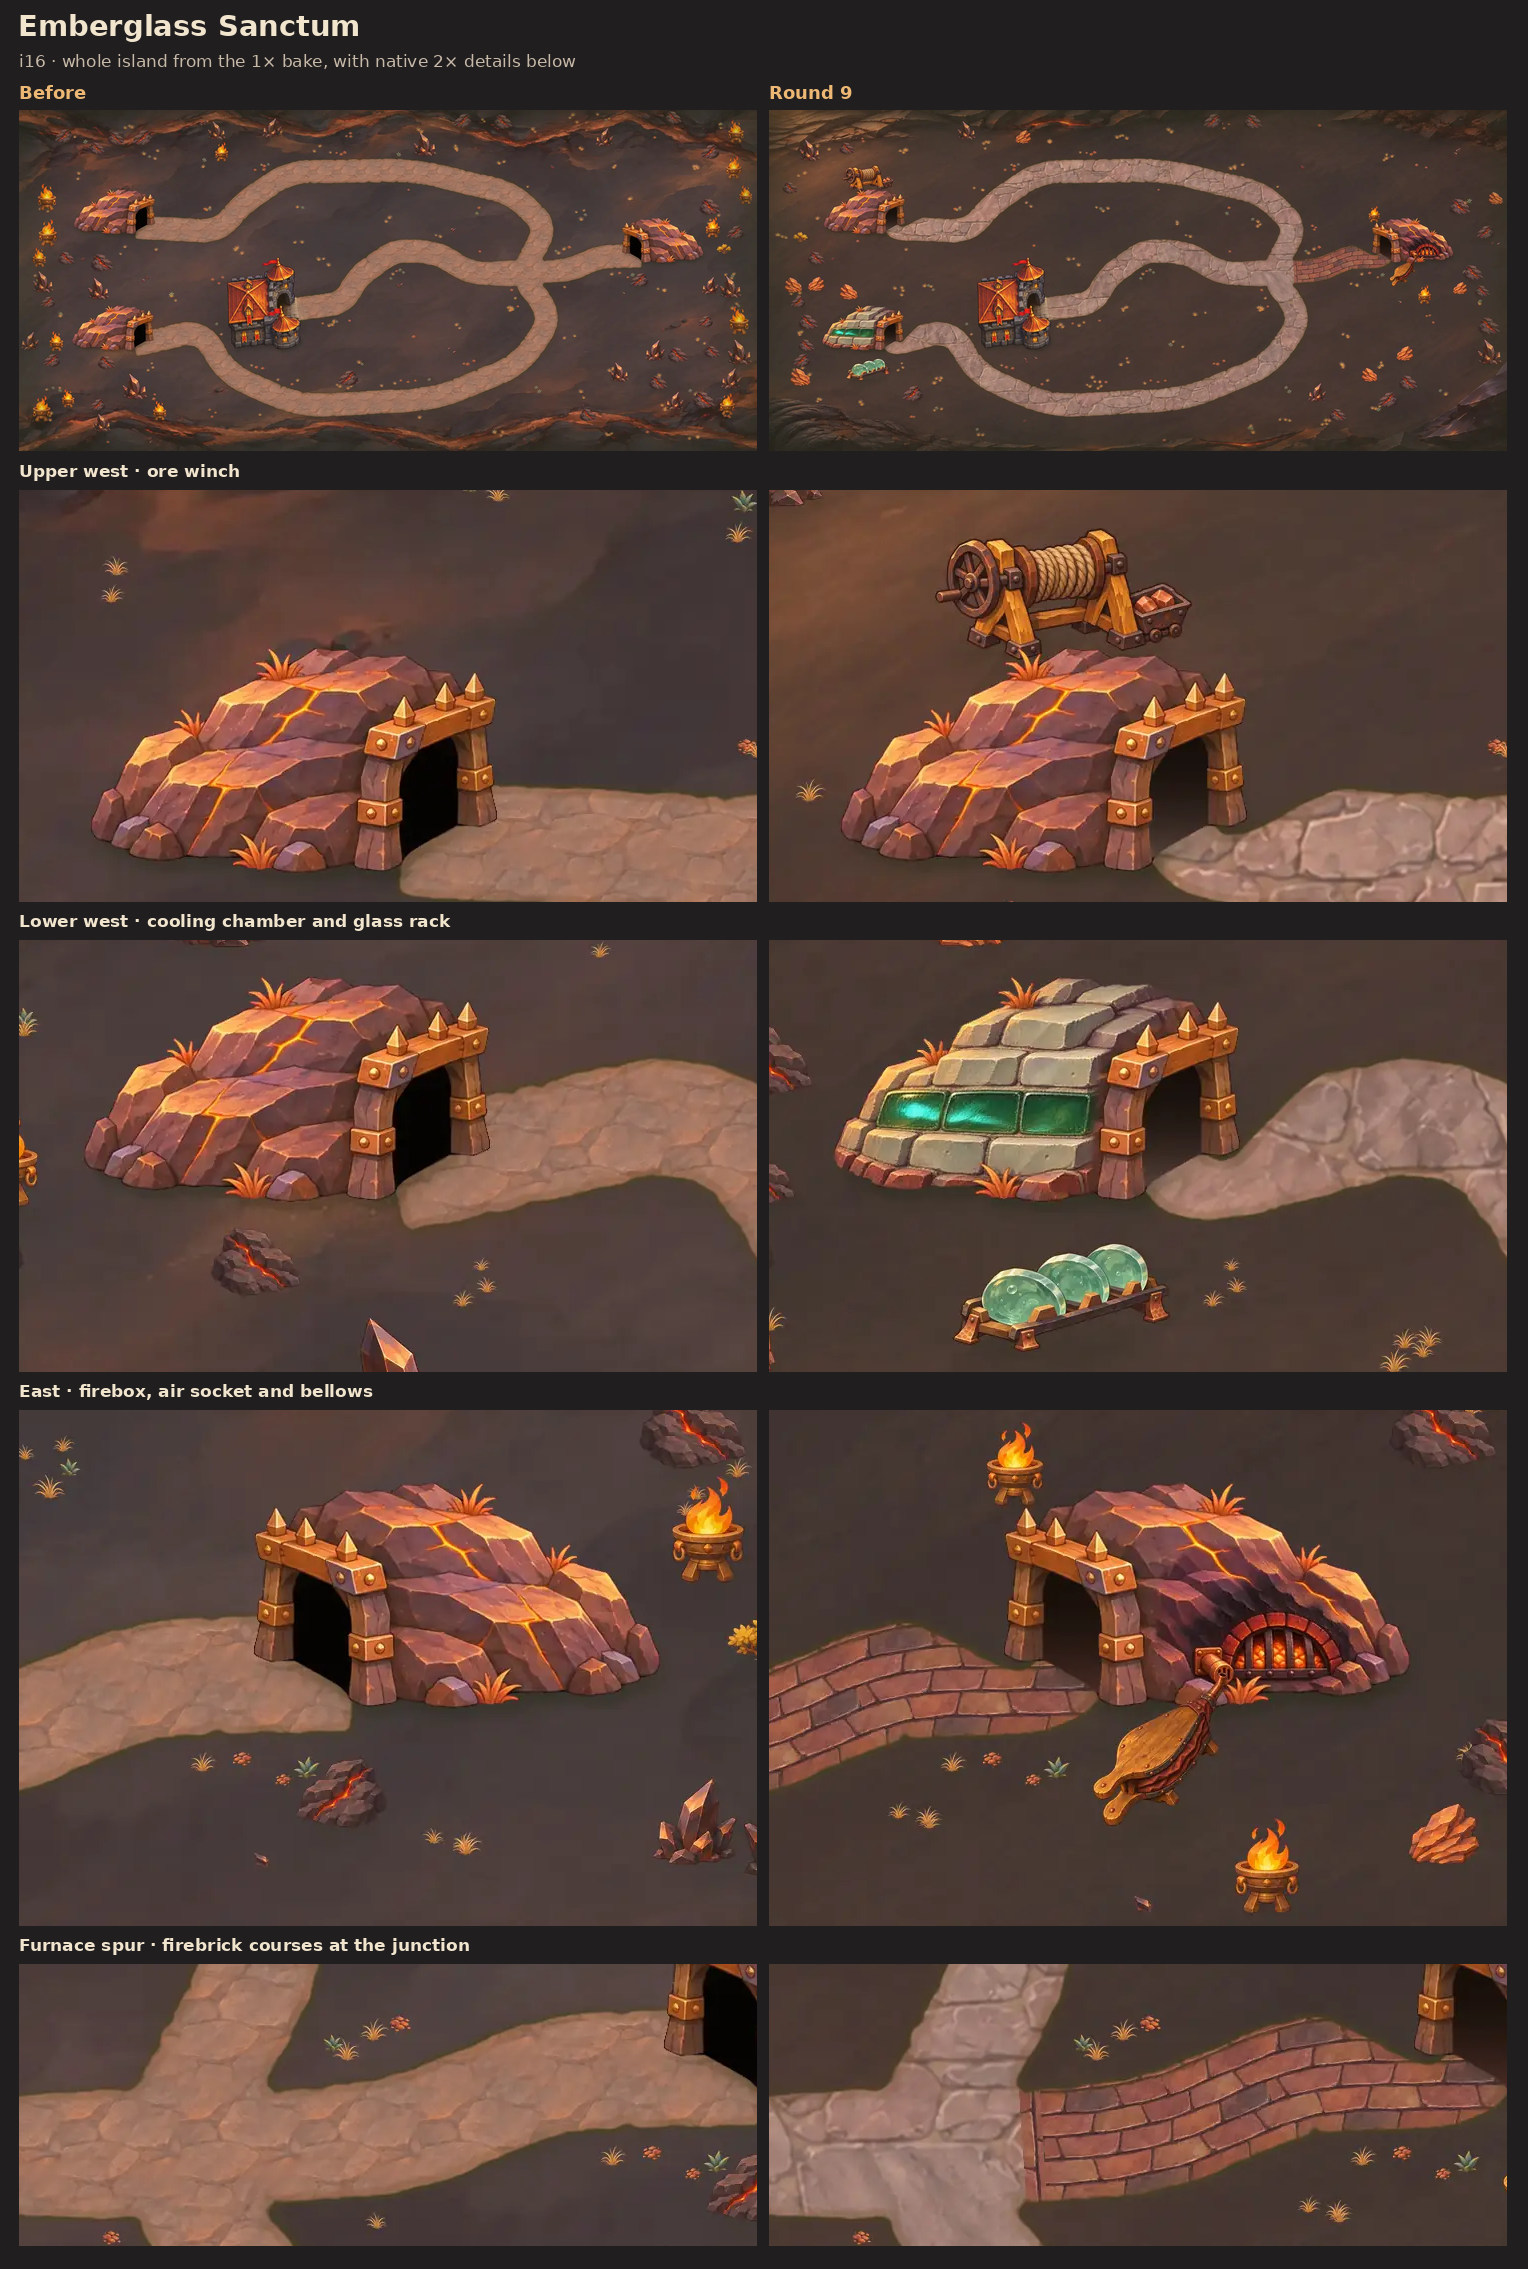 Emberglass Sanctum
i16 · whole island from the 1× bake, with native 2× details below
Before
Round 9
Upper west · ore winch
Lower west · cooling chamber and glass rack
East · firebox, air socket and bellows
Furnace spur · firebrick courses at the junction